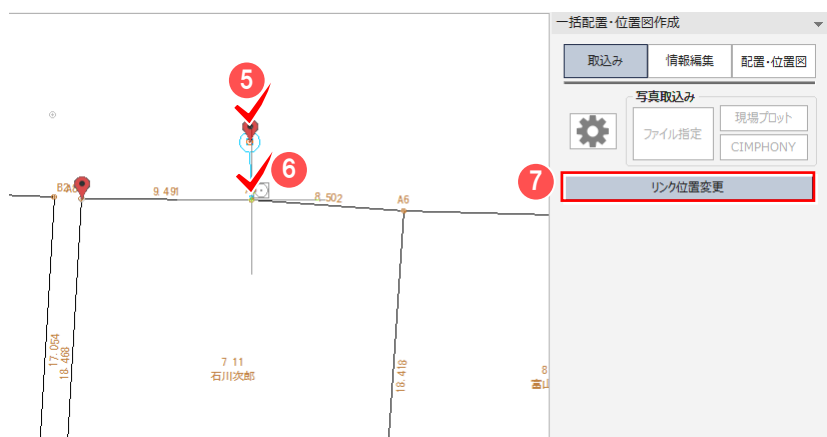 一括配置・位置図作成
取込み
情報編集
配置・位置図
写真取込み
ファイル指定
現場プロット
CIMPHONY
リンク位置変更
5
6
7
9.491
8.502
A6
17.054
18.468
7 11
石川次郎
18.418
8
富山